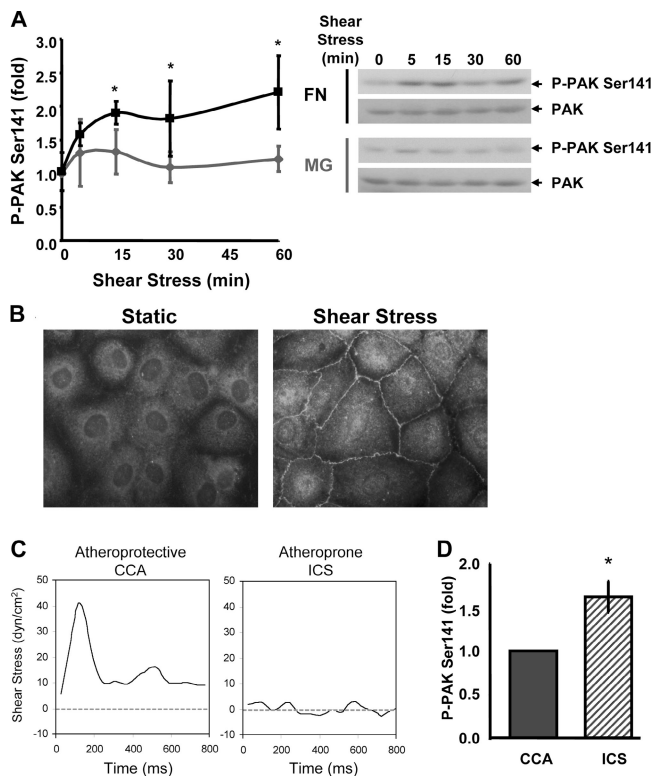 A
P-PAK Ser141 (fold)
3.0
2.5
2.0
1.5
1.0
0.5
0.0
*
*
*
0
15
30
45
60
Shear Stress (min)
Shear
Stress
(min)
0 5 15 30 60
FN
P-PAK Ser141
PAK
MG
P-PAK Ser141
PAK
B
Static
Shear Stress
C
Atheroprotective
CCA
Shear Stress (dyn/cm²)
50
40
30
20
10
0
-10
0 200 400 600 800
Time (ms)
Atheroprone
ICS
50
40
30
20
10
0
-10
0 200 400 600 800
Time (ms)
D
P-PAK Ser141 (fold)
2.0
1.5
1.0
0.5
0.0
*
CCA
ICS